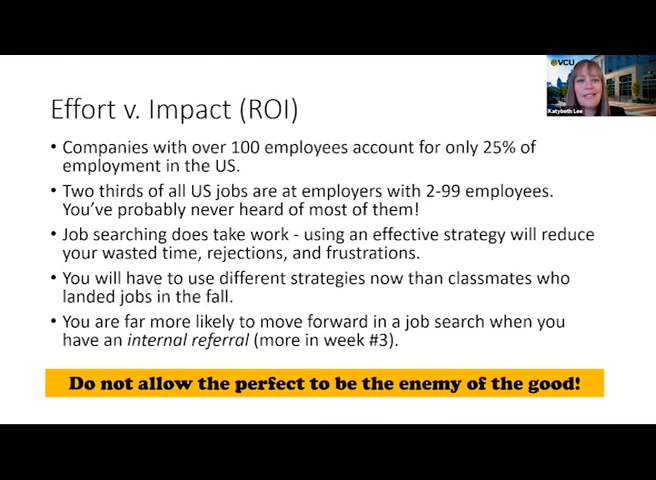 VCU
Katybeth Lee
Effort v. Impact (ROI)
• Companies with over 100 employees account for only 25% of
employment in the US.
• Two thirds of all US jobs are at employers with 2-99 employees.
You've probably never heard of most of them!
• Job searching does take work - using an effective strategy will reduce
your wasted time, rejections, and frustrations.
• You will have to use different strategies now than classmates who
landed jobs in the fall.
• You are far more likely to move forward in a job search when you
have an internal referral (more in week #3).
Do not allow the perfect to be the enemy of the good!